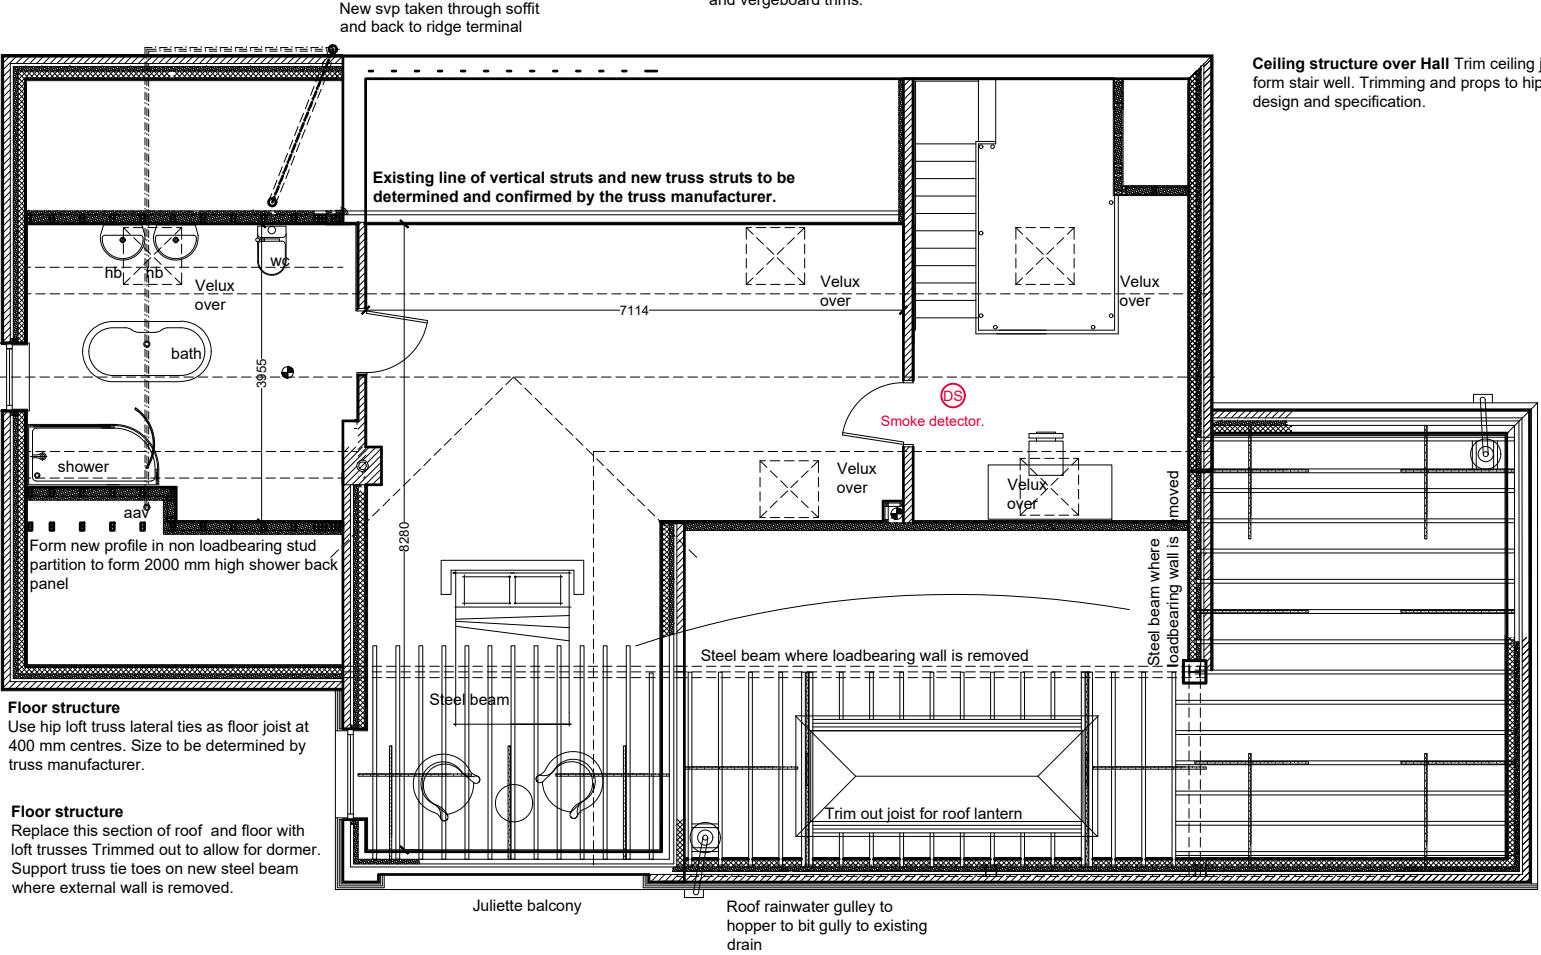 New svp taken through soffit
and back to ridge terminal
and vergeboard trims.
Ceiling structure over Hall Trim ceiling j
form stair well. Trimming and props to hip
design and specification.
Existing line of vertical struts and new truss struts to be
determined and confirmed by the truss manufacturer.
hb
hb
wc
Velux
over
Velux
over
Velux
over
7114
bath
3955
DS
Smoke detector.
shower
Velux
over
Velux
over
aav
8280
Form new profile in non loadbearing stud
partition to form 2000 mm high shower back
panel
Steel beam where
loadbearing wall is removed
Steel beam where loadbearing wall is removed
Steel beam
Floor structure
Use hip loft truss lateral ties as floor joist at
400 mm centres. Size to be determined by
truss manufacturer.
Trim out joist for roof lantern
Floor structure
Replace this section of roof and floor with
loft trusses Trimmed out to allow for dormer.
Support truss tie toes on new steel beam
where external wall is removed.
Juliette balcony
Roof rainwater gulley to
hopper to bit gully to existing
drain